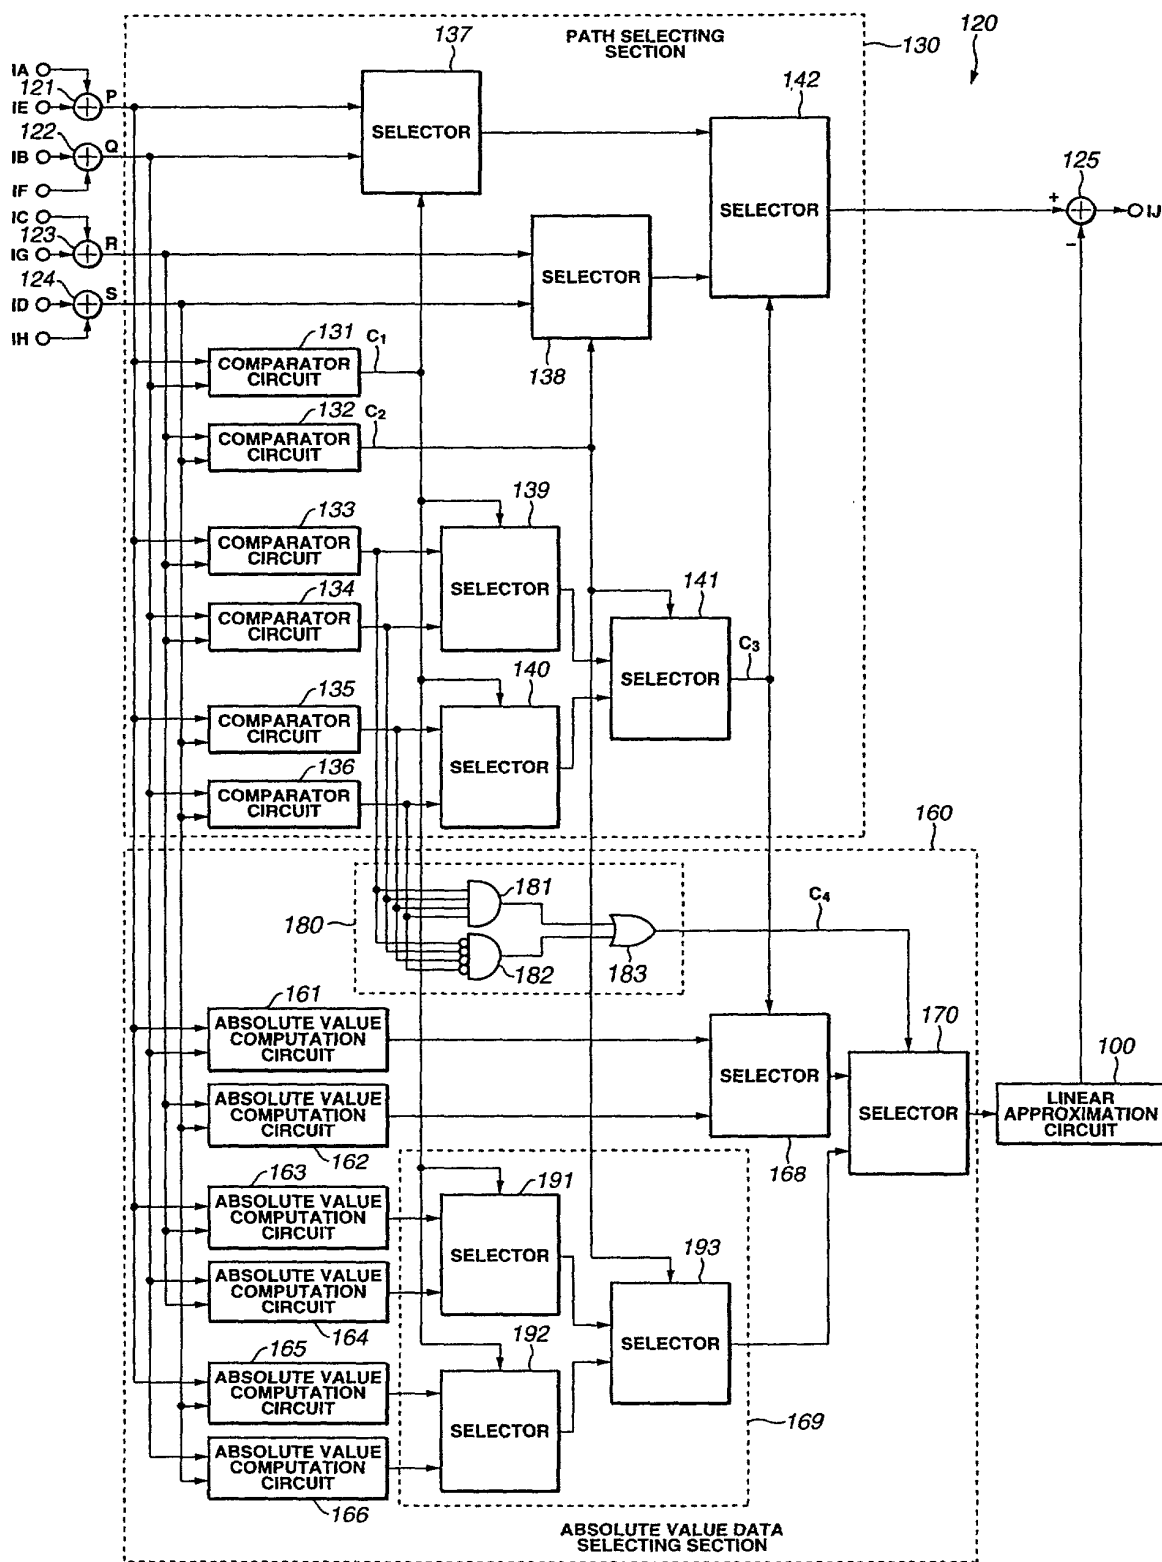 137
PATH SELECTING
SECTION
130
120
IA
121
IE
P
SELECTOR
142
122
IB
Q
IF
IC
123
IG
R
124
ID
S
IH
SELECTOR
138
SELECTOR
125
+
−
IJ
131
COMPARATOR
CIRCUIT
C1
132
COMPARATOR
CIRCUIT
C2
133
COMPARATOR
CIRCUIT
139
SELECTOR
134
COMPARATOR
CIRCUIT
141
SELECTOR
C3
135
COMPARATOR
CIRCUIT
140
SELECTOR
136
COMPARATOR
CIRCUIT
160
180
181
182
183
C4
161
ABSOLUTE VALUE
COMPUTATION
CIRCUIT
SELECTOR
168
170
SELECTOR
100
LINEAR
APPROXIMATION
CIRCUIT
ABSOLUTE VALUE
COMPUTATION
CIRCUIT
162
163
ABSOLUTE VALUE
COMPUTATION
CIRCUIT
191
SELECTOR
ABSOLUTE VALUE
COMPUTATION
CIRCUIT
164
193
SELECTOR
165
ABSOLUTE VALUE
COMPUTATION
CIRCUIT
192
SELECTOR
169
ABSOLUTE VALUE
COMPUTATION
CIRCUIT
166
ABSOLUTE VALUE DATA
SELECTING SECTION